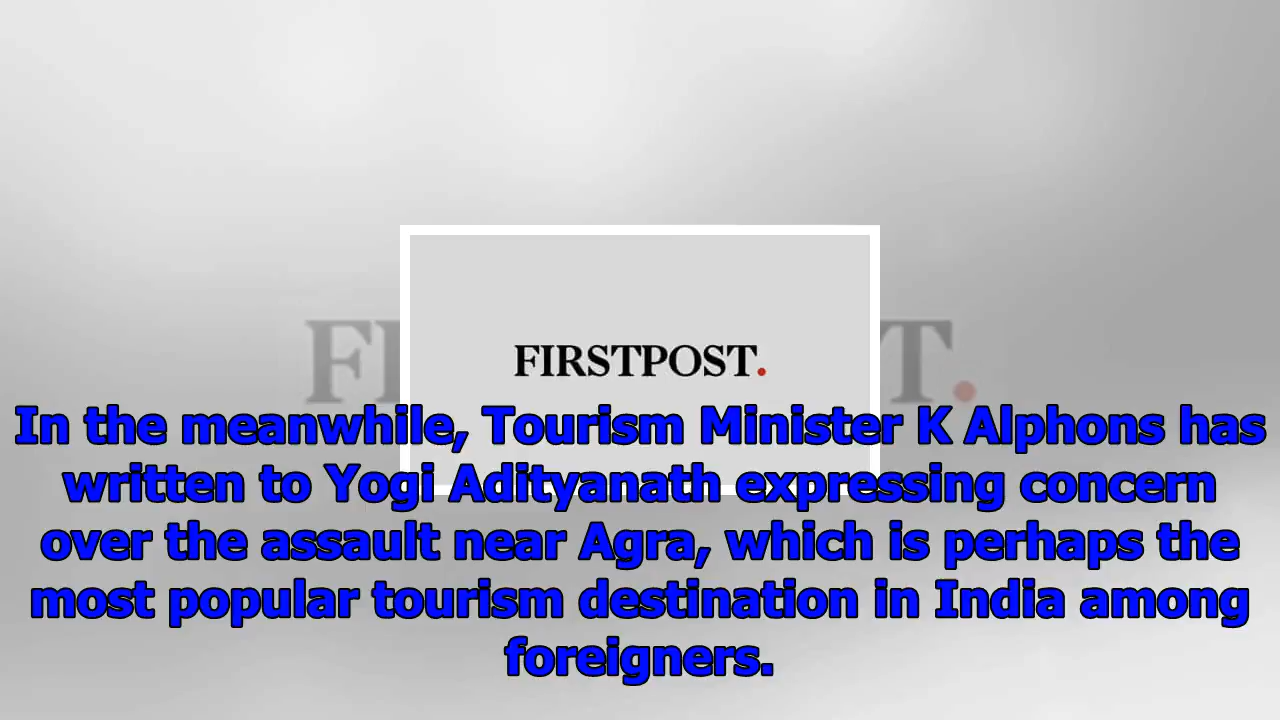 FIRSTPOST.
F T.
In the meanwhile, Tourism Minister K Alphons has
written to Yogi Adityanath expressing concern
over the assault near Agra, which is perhaps the
most popular tourism destination in India among
foreigners.